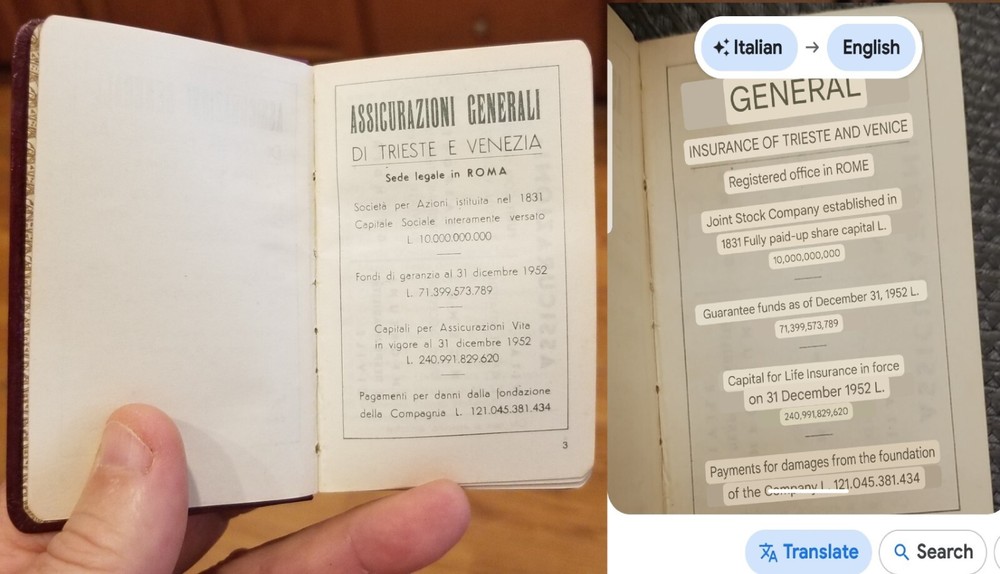 ASSICURAZIONI GENERALI
DI TRIESTE E VENEZIA
Sede legale in ROMA
Società per Azioni istituita nel 1831
Capitale Sociale interamente versato
L. 10.000.000.000
Fondi di garanzia al 31 dicembre 1952
L. 71.399.573.789
Capitali per Assicurazioni Vita
in vigore al 31 dicembre 1952
L. 240.991.829.620
Pagamenti per danni dalla fondazione
della Compagnia L. 121.045.381.434
3
Italian → English
GENERAL
INSURANCE OF TRIESTE AND VENICE
Registered office in ROME
Joint Stock Company established in
1831 Fully paid-up share capital L.
10,000,000,000
Guarantee funds as of December 31, 1952 L.
71,399,573,789
Capital for Life Insurance in force
on 31 December 1952 L.
240,991,829,620
Payments for damages from the foundation
of the Company L. 121.045.381.434
Translate
Search